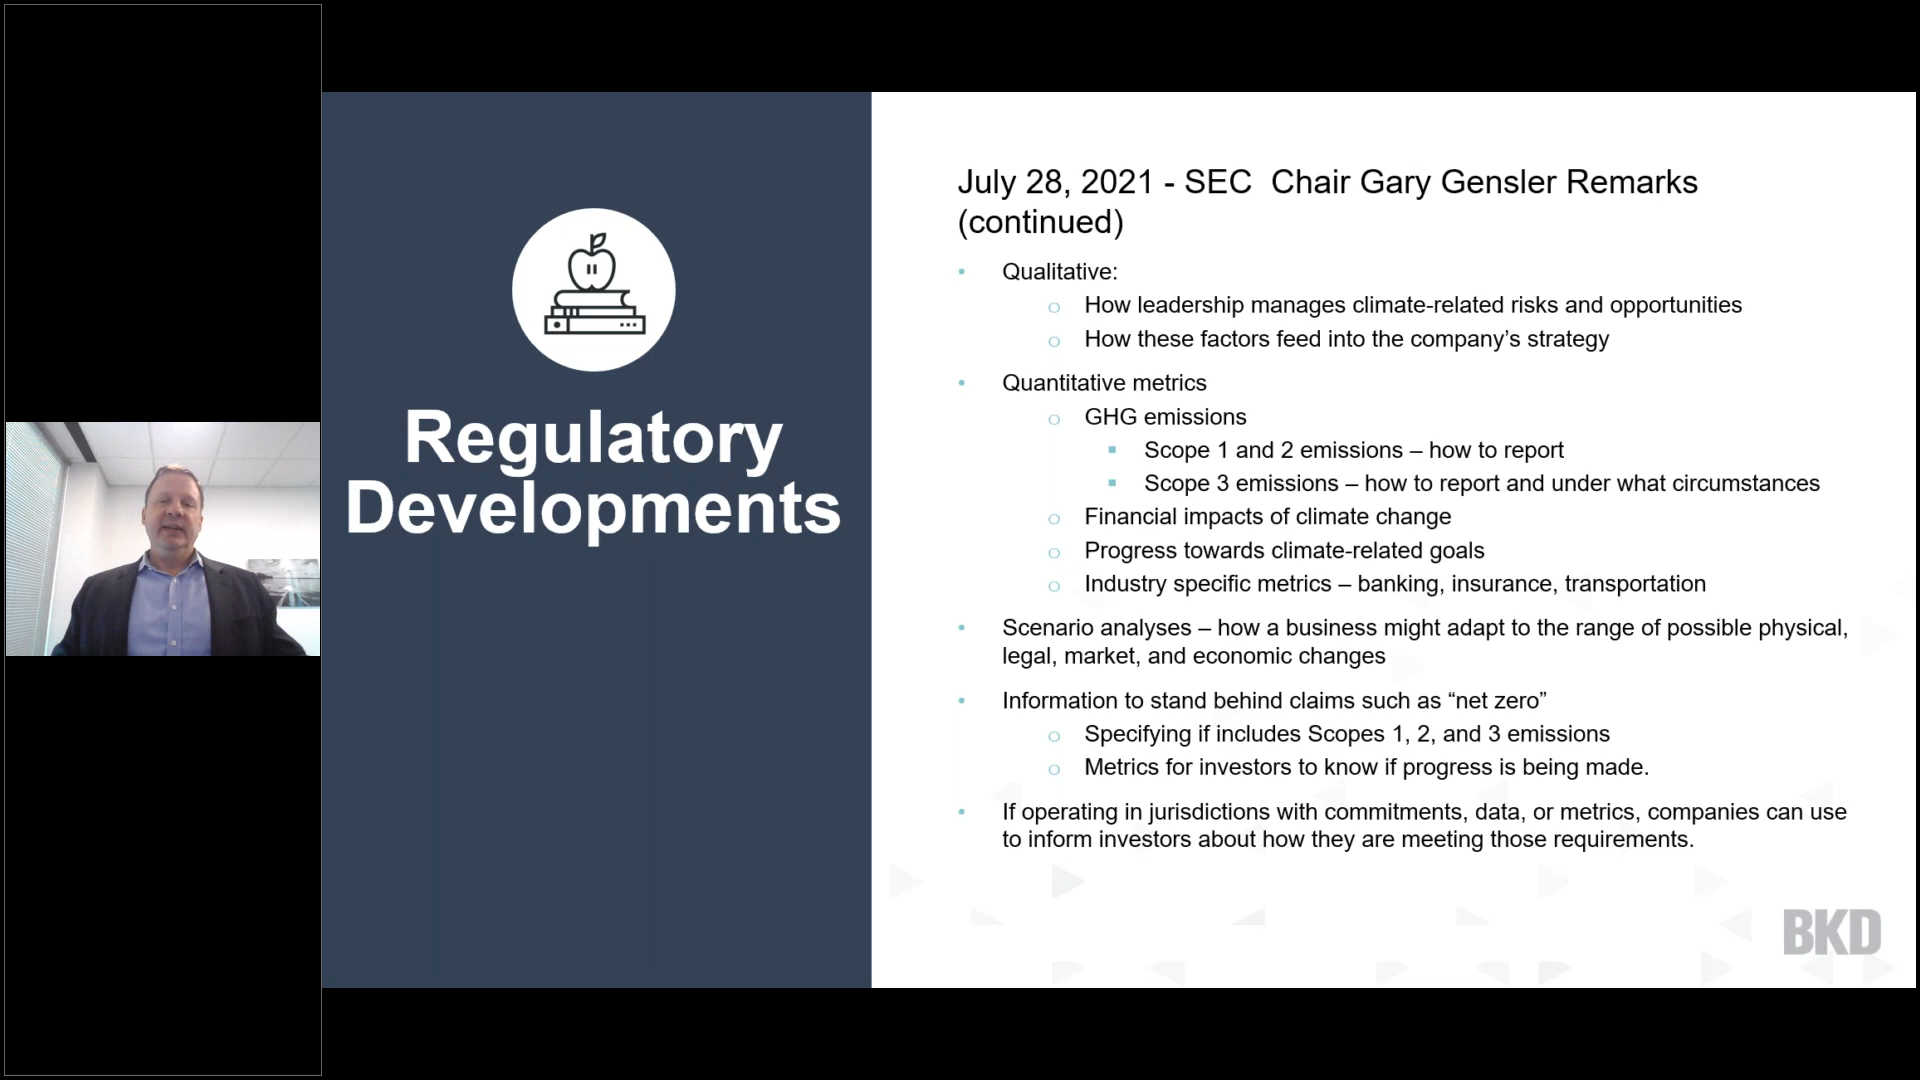 Regulatory
Developments
July 28, 2021 - SEC  Chair Gary Gensler Remarks
(continued)
• Qualitative:
o How leadership manages climate-related risks and opportunities
o How these factors feed into the company’s strategy
• Quantitative metrics
o GHG emissions
▪ Scope 1 and 2 emissions – how to report
▪ Scope 3 emissions – how to report and under what circumstances
o Financial impacts of climate change
o Progress towards climate-related goals
o Industry specific metrics – banking, insurance, transportation
• Scenario analyses – how a business might adapt to the range of possible physical,
legal, market, and economic changes
• Information to stand behind claims such as “net zero”
o Specifying if includes Scopes 1, 2, and 3 emissions
o Metrics for investors to know if progress is being made.
• If operating in jurisdictions with commitments, data, or metrics, companies can use
to inform investors about how they are meeting those requirements.
BKD